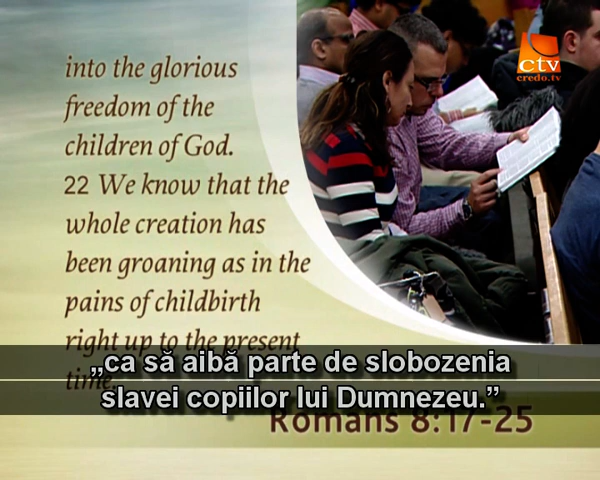 into the glorious
freedom of the
children of God.
22 We know that the
whole creation has
been groaning as in the
pains of childbirth
right up to the present
time.
„ca să aibă parte de slobozenia
slavei copiilor lui Dumnezeu.”
Romans 8:17-25
ctv
credo.tv